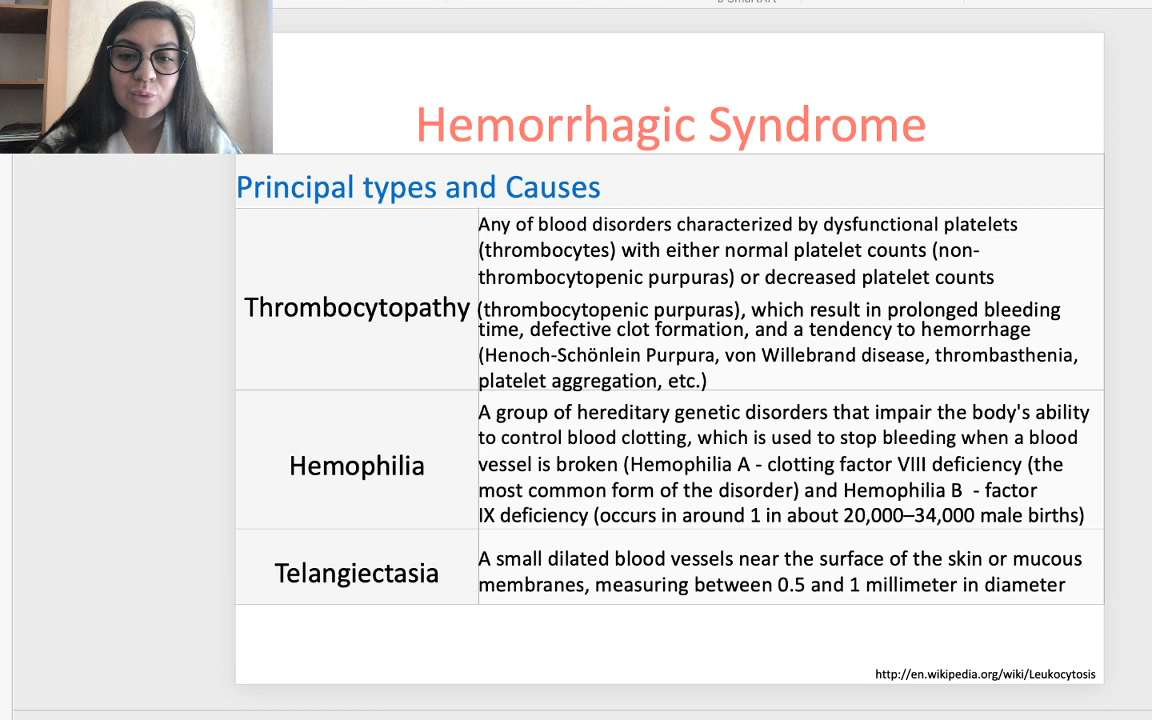 Hemorrhagic Syndrome
Principal types and Causes
Thrombocytopathy
Any of blood disorders characterized by dysfunctional platelets
(thrombocytes) with either normal platelet counts (non-
thrombocytopenic purpuras) or decreased platelet counts
(thrombocytopenic purpuras), which result in prolonged bleeding
time, defective clot formation, and a tendency to hemorrhage
(Henoch-Schönlein Purpura, von Willebrand disease, thrombasthenia,
platelet aggregation, etc.)
Hemophilia
A group of hereditary genetic disorders that impair the body's ability
to control blood clotting, which is used to stop bleeding when a blood
vessel is broken (Hemophilia A - clotting factor VIII deficiency (the
most common form of the disorder) and Hemophilia B  - factor
IX deficiency (occurs in around 1 in about 20,000–34,000 male births)
Telangiectasia
A small dilated blood vessels near the surface of the skin or mucous
membranes, measuring between 0.5 and 1 millimeter in diameter
http://en.wikipedia.org/wiki/Leukocytosis